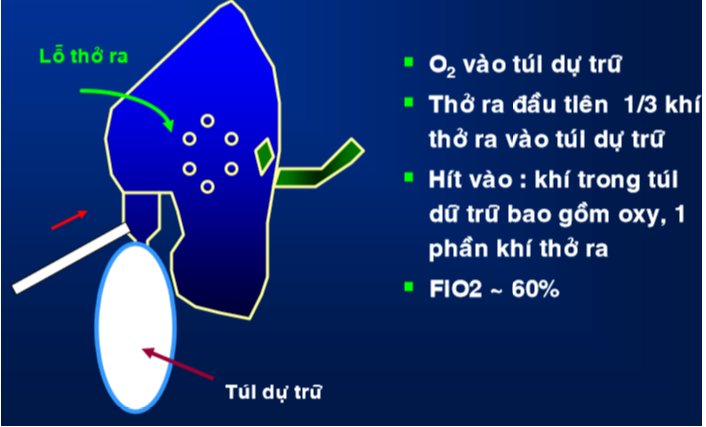 Lỗ thở ra
O₂ vào túi dự trữ
Thở ra đầu tiên 1/3 khí
thở ra vào túi dự trữ
Hít vào : khí trong túi
dữ trữ bao gồm oxy, 1
phần khí thở ra
FIO2 ~ 60%
Túi dự trữ